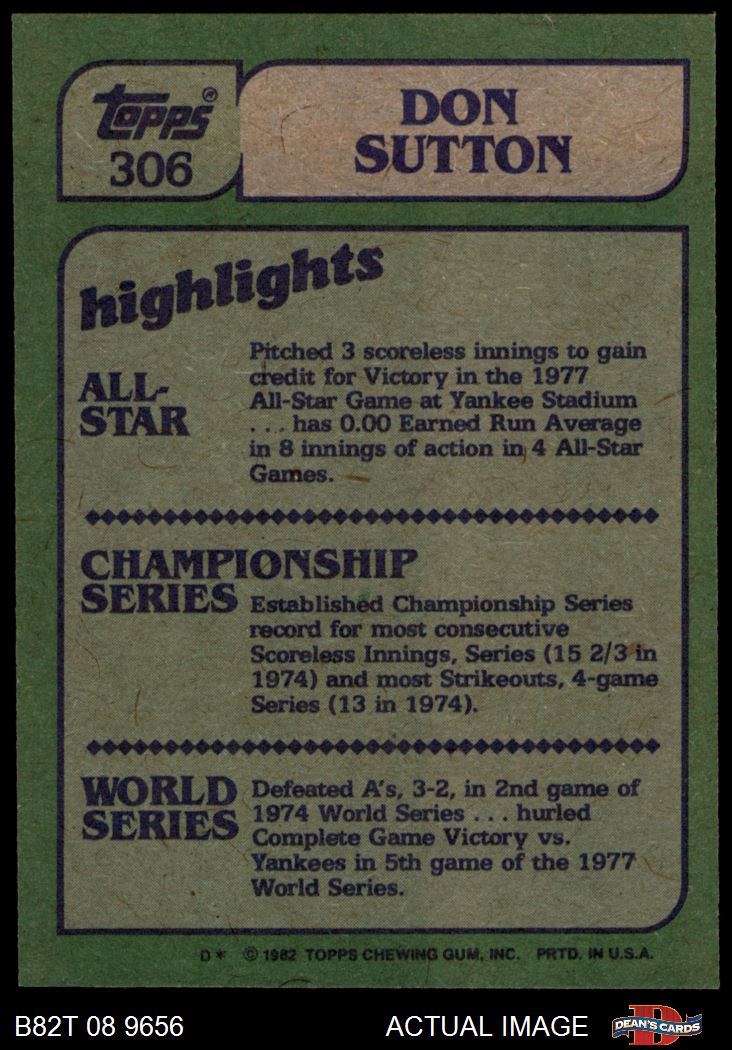 topps®
306
DON
SUTTON
highlights
ALL-
STAR
Pitched 3 scoreless innings to gain
credit for Victory in the 1977
All-Star Game at Yankee Stadium
. . . has 0.00 Earned Run Average
in 8 innings of action in 4 All-Star
Games.
CHAMPIONSHIP
SERIES
Established Championship Series
record for most consecutive
Scoreless Innings, Series (15 2/3 in
1974) and most Strikeouts, 4-game
Series (13 in 1974).
WORLD
SERIES
Defeated A's, 3-2, in 2nd game of
1974 World Series . . . hurled
Complete Game Victory vs.
Yankees in 5th game of the 1977
World Series.
D* © 1982 TOPPS CHEWING GUM, INC. PRTD. IN U.S.A.
B82T 08 9656
ACTUAL IMAGE
D
DEAN'S CARDS